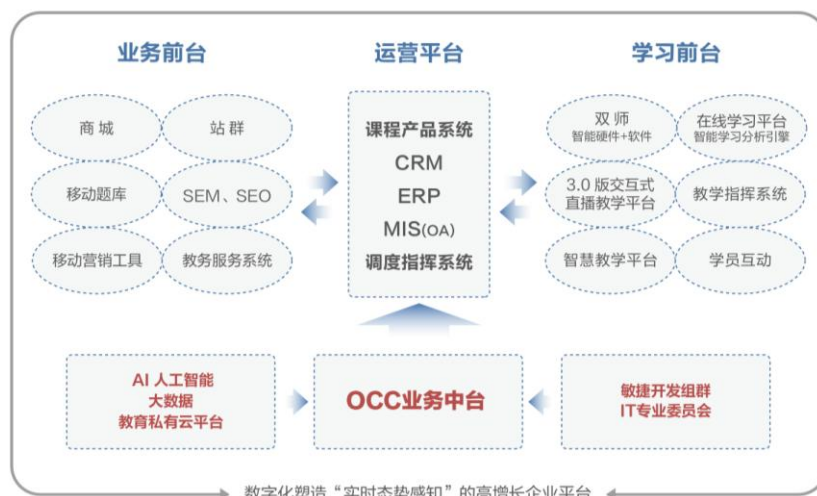 业务前台
运营平台
学习前台
商 城
站 群
移动题库
SEM、SEO
移动营销工具
教务服务系统
课程产品系统
CRM
ERP
MIS(OA)
调度指挥系统
双 师
智能硬件+软件
在线学习平台
智能学习分析引擎
3.0 版交互式
直播教学平台
教学指挥系统
智慧教学平台
学员互动
AI 人工智能
大数据
教育私有云平台
OCC业务中台
敏捷开发组群
IT专业委员会
数字化塑造“实时态势感知”的高增长企业平台